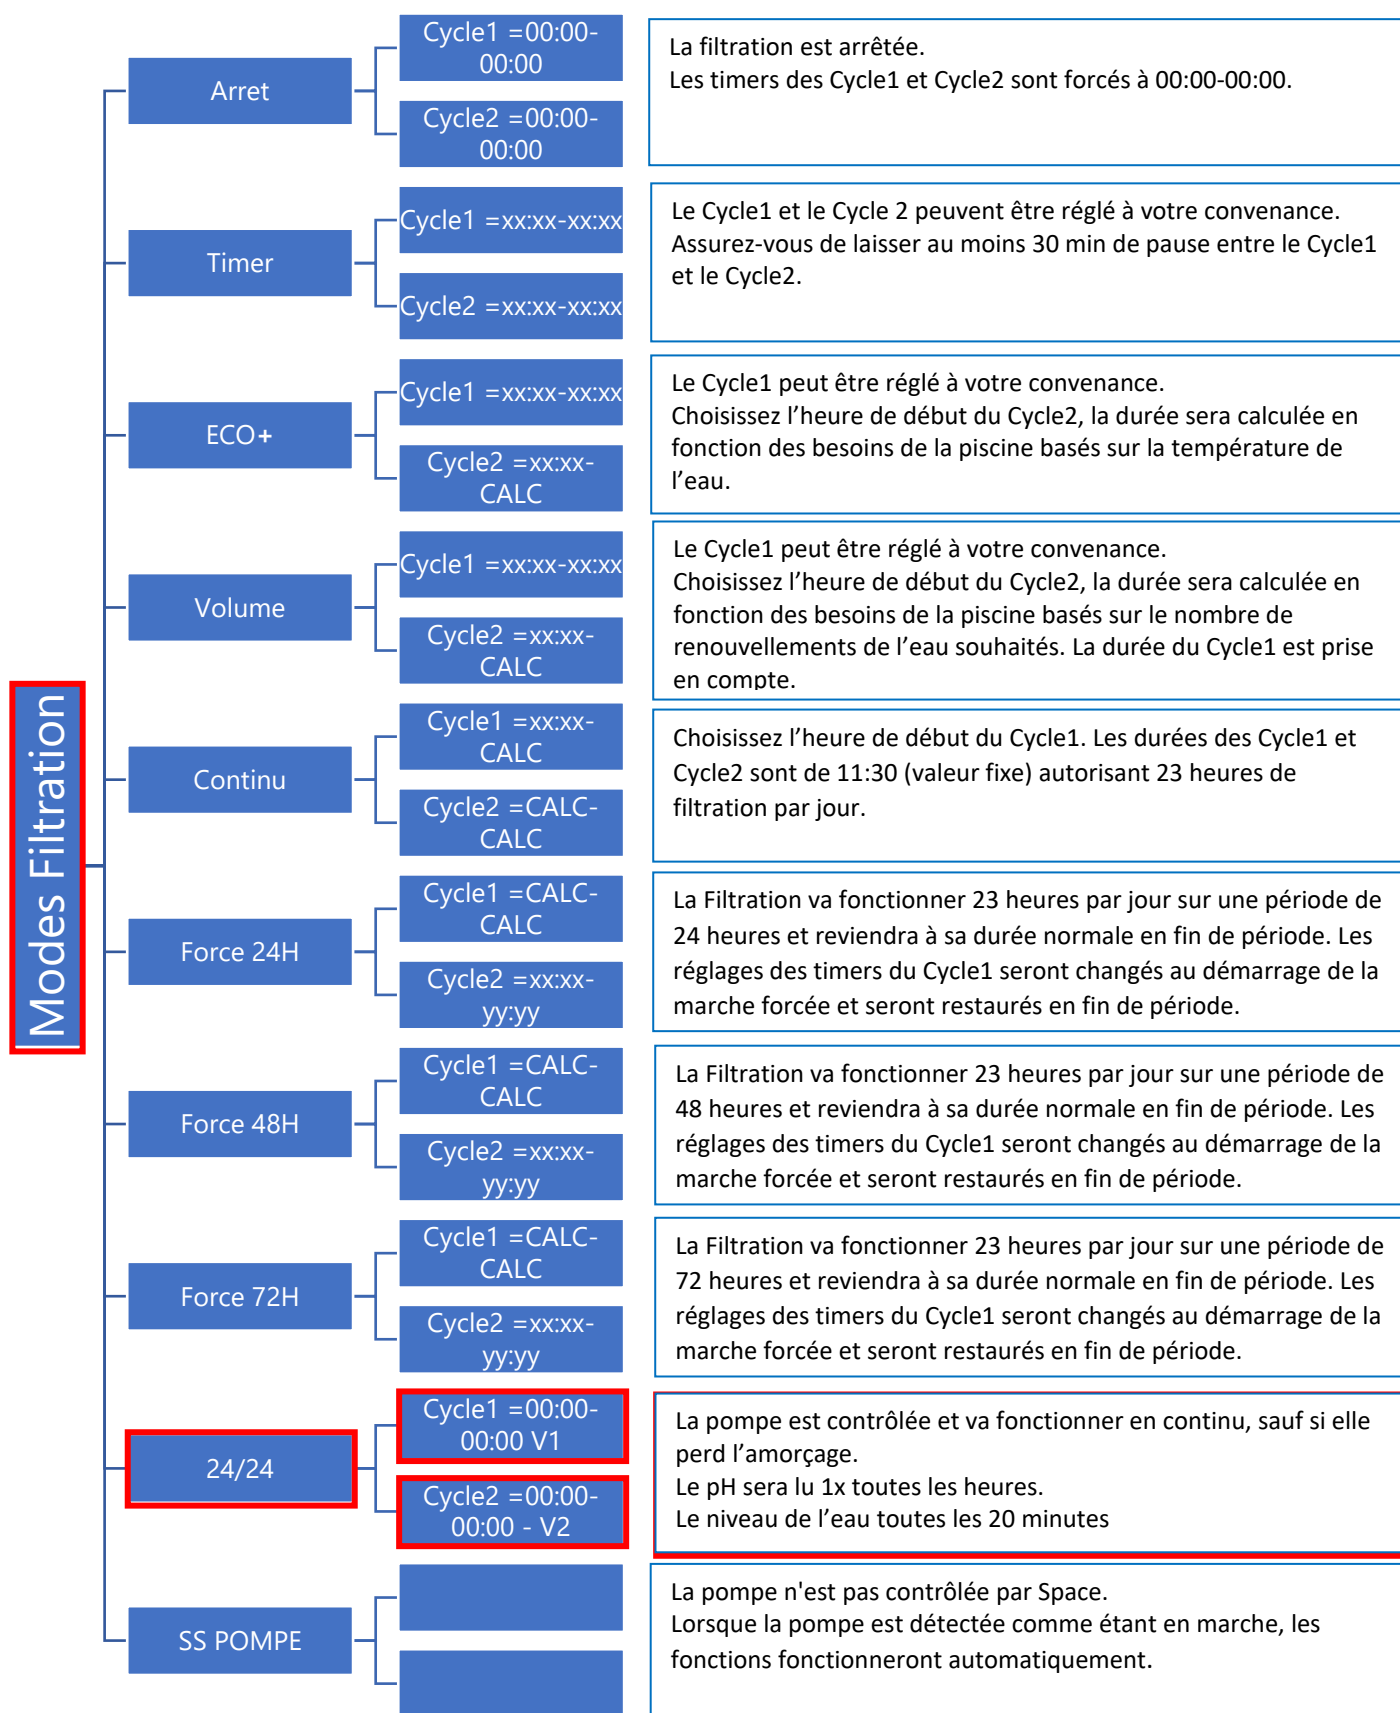 Modes Filtration
Arret
Cycle1 =00:00-
00:00
Cycle2 =00:00-
00:00
La filtration est arrêtée.
Les timers des Cycle1 et Cycle2 sont forcés à 00:00-00:00.
Timer
Cycle1 =xx:xx-xx:xx
Cycle2 =xx:xx-xx:xx
Le Cycle1 et le Cycle 2 peuvent être réglé à votre convenance.
Assurez-vous de laisser au moins 30 min de pause entre le Cycle1
et le Cycle2.
ECO+
Cycle1 =xx:xx-xx:xx
Cycle2 =xx:xx-
CALC
Le Cycle1 peut être réglé à votre convenance.
Choisissez l’heure de début du Cycle2, la durée sera calculée en
fonction des besoins de la piscine basés sur la température de
l’eau.
Volume
Cycle1 =xx:xx-xx:xx
Cycle2 =xx:xx-
CALC
Le Cycle1 peut être réglé à votre convenance.
Choisissez l’heure de début du Cycle2, la durée sera calculée en
fonction des besoins de la piscine basés sur le nombre de
renouvellements de l’eau souhaités. La durée du Cycle1 est prise
en compte.
Continu
Cycle1 =xx:xx-
CALC
Cycle2 =CALC-
CALC
Choisissez l’heure de début du Cycle1. Les durées des Cycle1 et
Cycle2 sont de 11:30 (valeur fixe) autorisant 23 heures de
filtration par jour.
Force 24H
Cycle1 =CALC-
CALC
Cycle2 =xx:xx-
yy:yy
La Filtration va fonctionner 23 heures par jour sur une période de
24 heures et reviendra à sa durée normale en fin de période. Les
réglages des timers du Cycle1 seront changés au démarrage de la
marche forcée et seront restaurés en fin de période.
Force 48H
Cycle1 =CALC-
CALC
Cycle2 =xx:xx-
yy:yy
La Filtration va fonctionner 23 heures par jour sur une période de
48 heures et reviendra à sa durée normale en fin de période. Les
réglages des timers du Cycle1 seront changés au démarrage de la
marche forcée et seront restaurés en fin de période.
Force 72H
Cycle1 =CALC-
CALC
Cycle2 =xx:xx-
yy:yy
La Filtration va fonctionner 23 heures par jour sur une période de
72 heures et reviendra à sa durée normale en fin de période. Les
réglages des timers du Cycle1 seront changés au démarrage de la
marche forcée et seront restaurés en fin de période.
24/24
Cycle1 =00:00-
00:00 V1
Cycle2 =00:00-
00:00 - V2
La pompe est contrôlée et va fonctionner en continu, sauf si elle
perd l’amorçage.
Le pH sera lu 1x toutes les heures.
Le niveau de l’eau toutes les 20 minutes
SS POMPE
La pompe n'est pas contrôlée par Space.
Lorsque la pompe est détectée comme étant en marche, les
fonctions fonctionneront automatiquement.